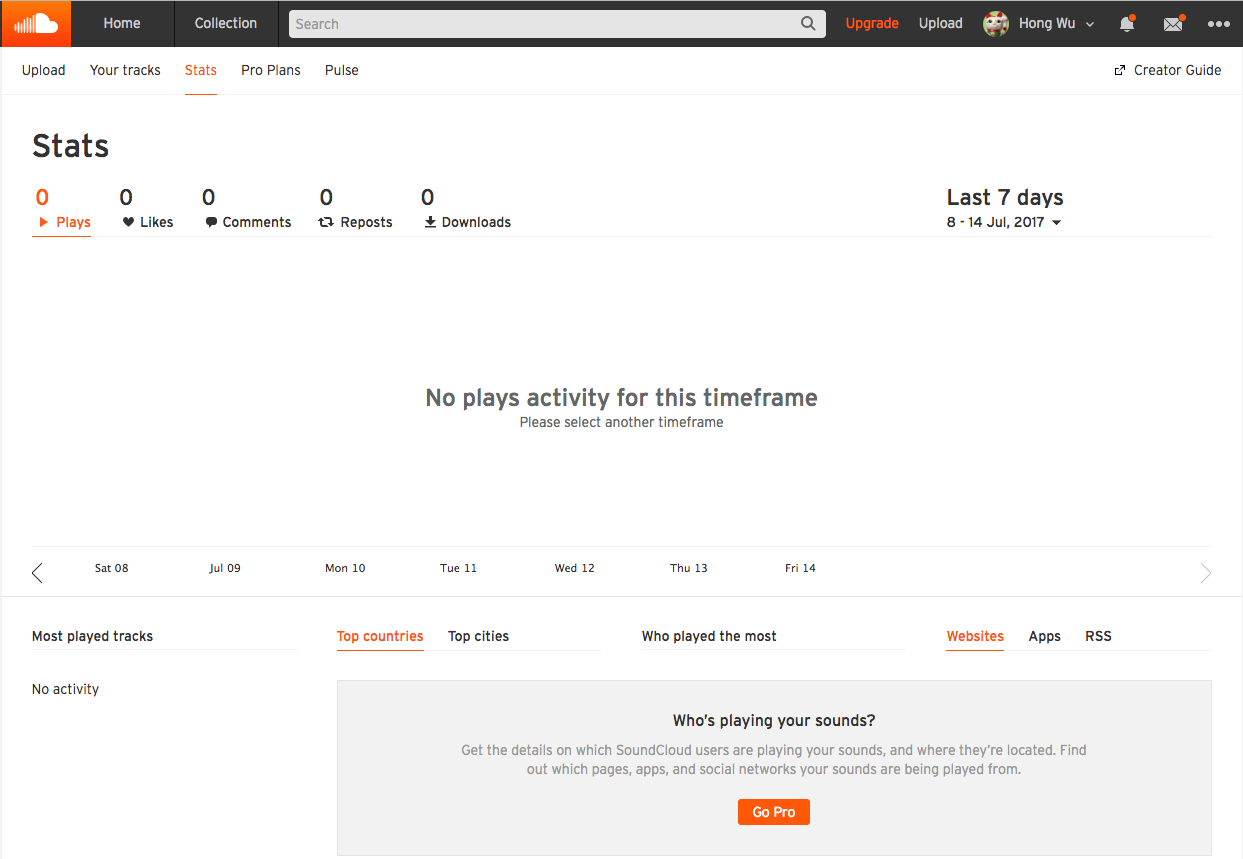 Home Collection Search Upgrade Upload Hong Wu
Upload Your tracks Stats Pro Plans Pulse Creator Guide
Stats
0 0 0 0 0 Last 7 days
Plays Likes Comments Reposts Downloads 8 - 14 Jul, 2017
No plays activity for this timeframe
Please select another timeframe
Sat 08 Jul 09 Mon 10 Tue 11 Wed 12 Thu 13 Fri 14
Most played tracks Top countries Top cities Who played the most Websites Apps RSS
No activity
Who's playing your sounds?
Get the details on which SoundCloud users are playing your sounds, and where they're located. Find
out which pages, apps, and social networks your sounds are being played from.
Go Pro